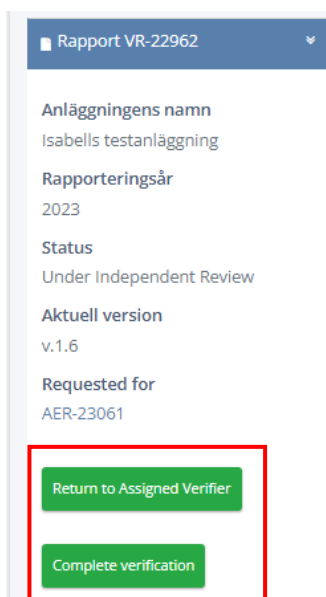 Rapport VR-22962
Anläggningens namn
Isabells testanläggning
Rapporteringsår
2023
Status
Under Independent Review
Aktuell version
v.1.6
Requested for
AER-23061
Return to Assigned Verifier
Complete verification